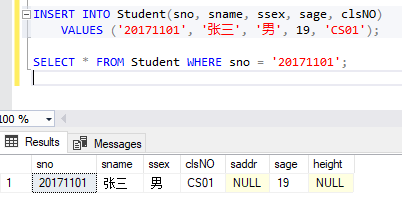 INSERT INTO Student(sno, sname, ssex, sage, clsNO)
VALUES ('20171101', '张三', '男', 19, 'CS01');
SELECT * FROM Student WHERE sno = '20171101';
100 %
Results Messages
sno sname ssex clsNO saddr sage height
1 20171101 张三 男 CS01 NULL 19 NULL